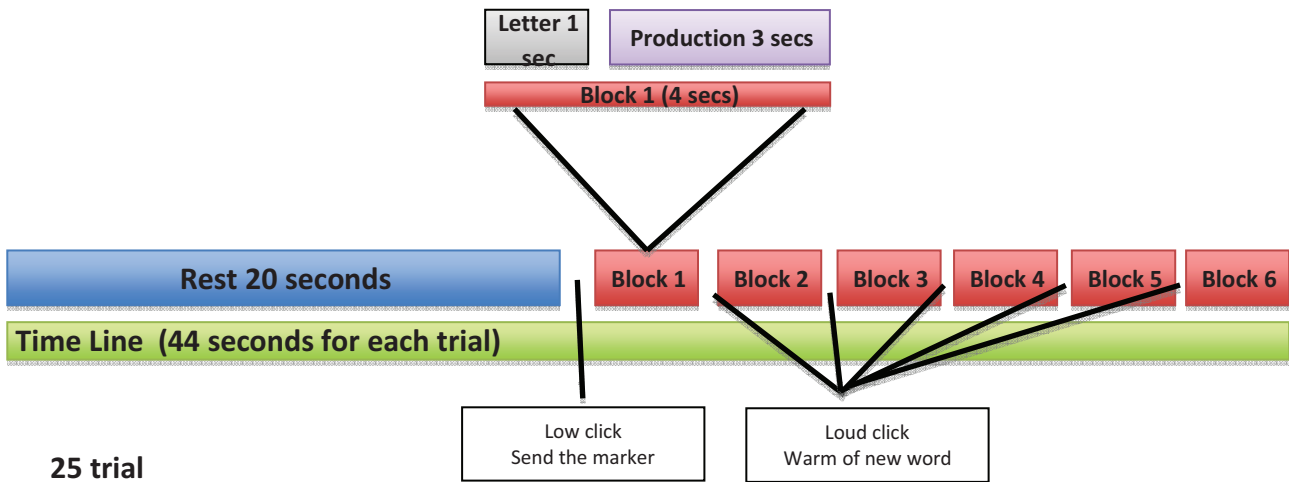 Letter 1
sec
Production 3 secs
Block 1 (4 secs)
Rest 20 seconds
Block 1
Block 2
Block 3
Block 4
Block 5
Block 6
Time Line (44 seconds for each trial)
Low click
Send the marker
Loud click
Warm of new word
25 trial